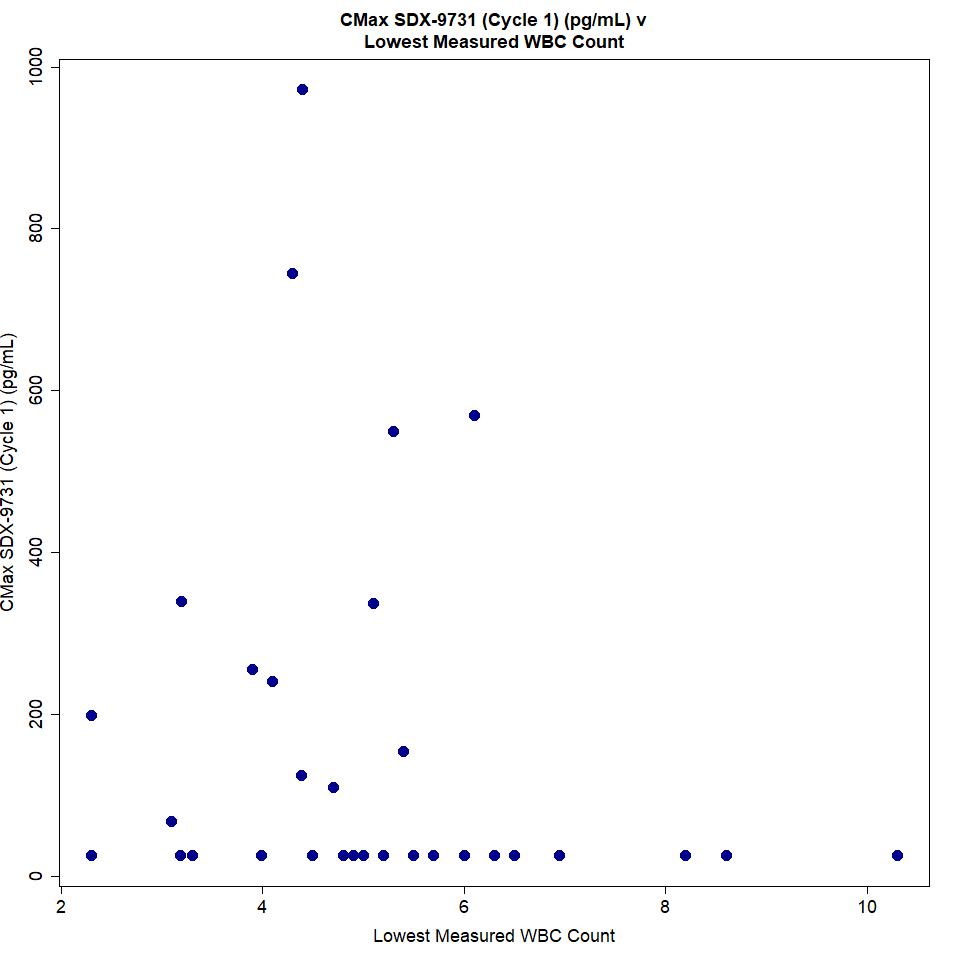 CMax SDX-9731 (Cycle 1) (pg/mL) v
Lowest Measured WBC Count
1000
800
600
400
200
0
CMax SDX-9731 (Cycle 1) (pg/mL)
2 4 6 8 10
Lowest Measured WBC Count